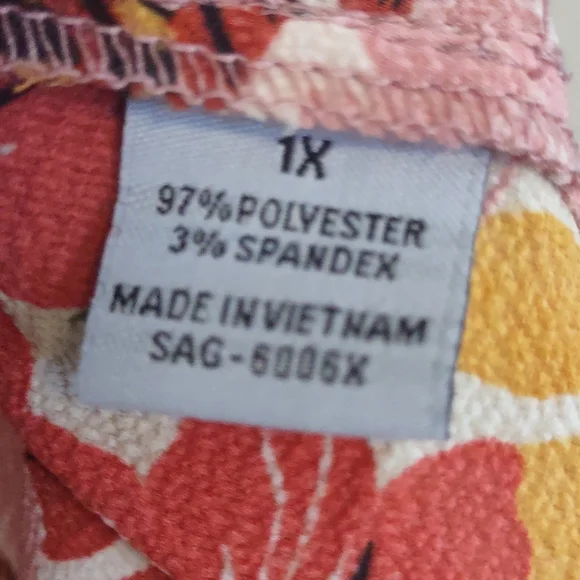 1X
97% POLYESTER
3% SPANDEX
MADE IN VIETNAM
SAG-6006X